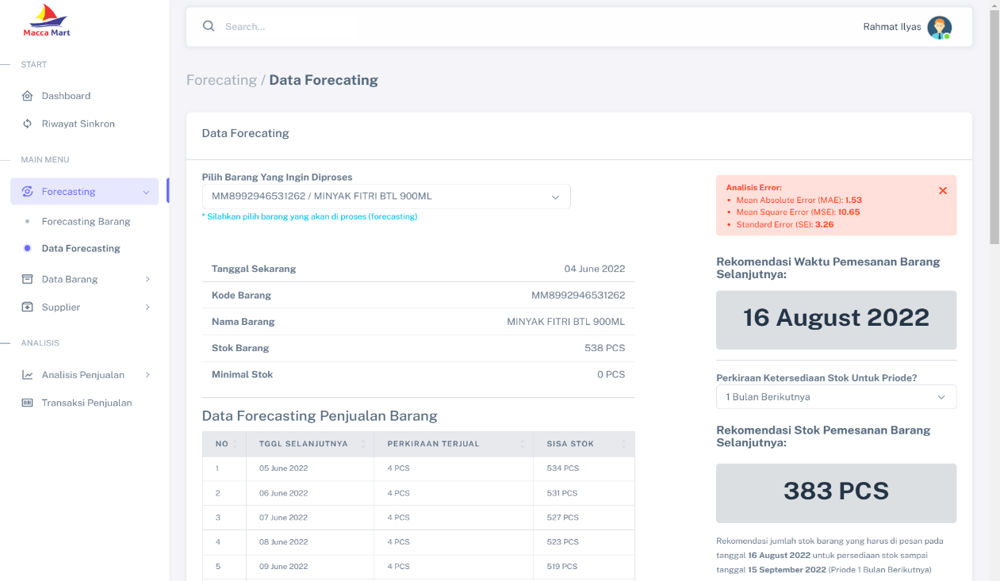 Macca Mart
START
Dashboard
Riwayat Sinkron
MAIN MENU
Forecasting
Forecasting Barang
Data Forecasting
Data Barang
Supplier
ANALISIS
Analisis Penjualan
Transaksi Penjualan
Search...
Rahmat Ilyas
Forecating / Data Forecating
Data Forecating
Pilih Barang Yang Ingin Diproses
MM8992946531262 / MINYAK FITRI BTL 900ML
* Silahkan pilih barang yang akan di proses (forecasting)
Tanggal Sekarang 04 June 2022
Kode Barang MM8992946531262
Nama Barang MINYAK FITRI BTL 900ML
Stok Barang 538 PCS
Minimal Stok 0 PCS
Data Forecasting Penjualan Barang
NO TGGL SELANJUTNYA PERKIRAAN TERJUAL SISA STOK
1 05 June 2022 4 PCS 534 PCS
2 06 June 2022 4 PCS 531 PCS
3 07 June 2022 4 PCS 527 PCS
4 08 June 2022 4 PCS 523 PCS
5 09 June 2022 4 PCS 519 PCS
Analisis Error:
• Mean Absolute Error (MAE): 1.53
• Mean Square Error (MSE): 10.65
• Standard Error (SE): 3.26
Rekomendasi Waktu Pemesanan Barang
Selanjutnya:
16 August 2022
Perkiraan Ketersediaan Stok Untuk Priode?
1 Bulan Berikutnya
Rekomendasi Stok Pemesanan Barang
Selanjutnya:
383 PCS
Rekomendasi jumlah stok barang yang harus di pesan pada
tanggal 16 August 2022 untuk persediaan stok sampai
tanggal 15 September 2022 (Priode 1 Bulan Berikutnya)